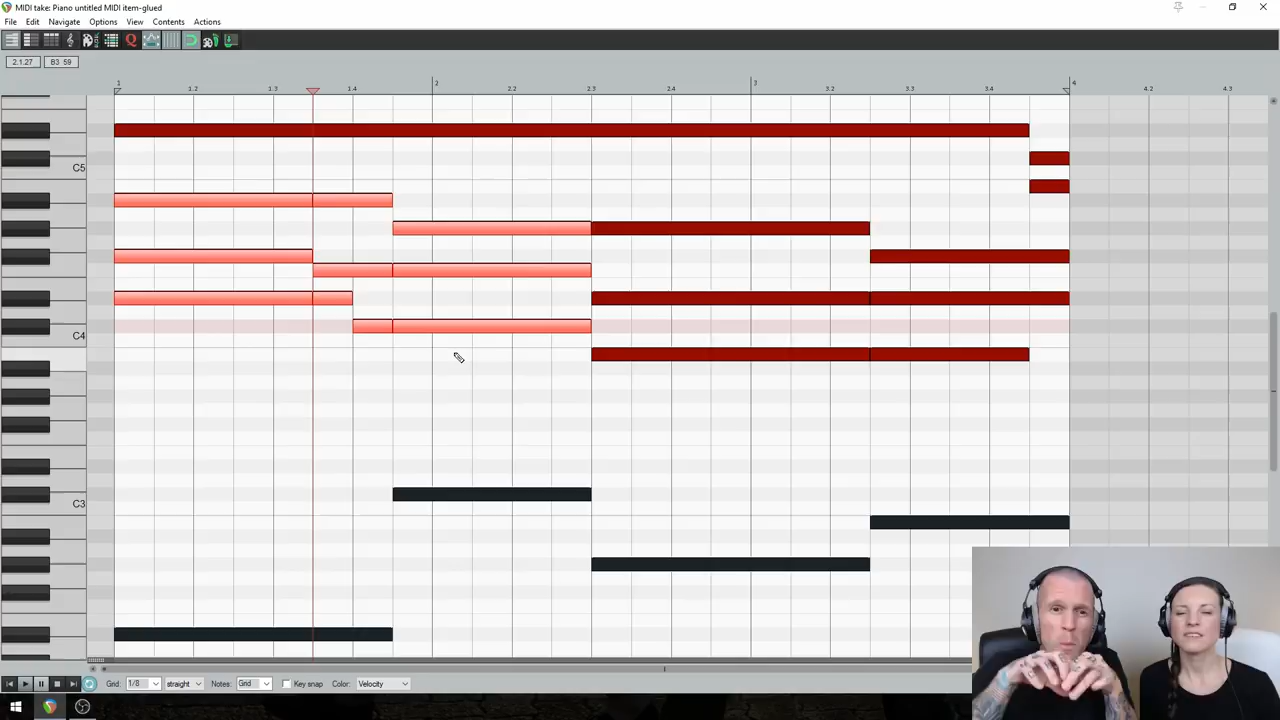 MIDI take: Piano untitled MIDI item-glued
File Edit Navigate Options View Contents Actions
Q
2.1.27 B3 59
1 1.2 1.3 1.4 2 2.2 2.3 2.4 3 3.2 3.3 3.4 4 4.2 4.3
C5
C4
C3
Grid: 1/8 straight Notes: Grid Key snap Color: Velocity